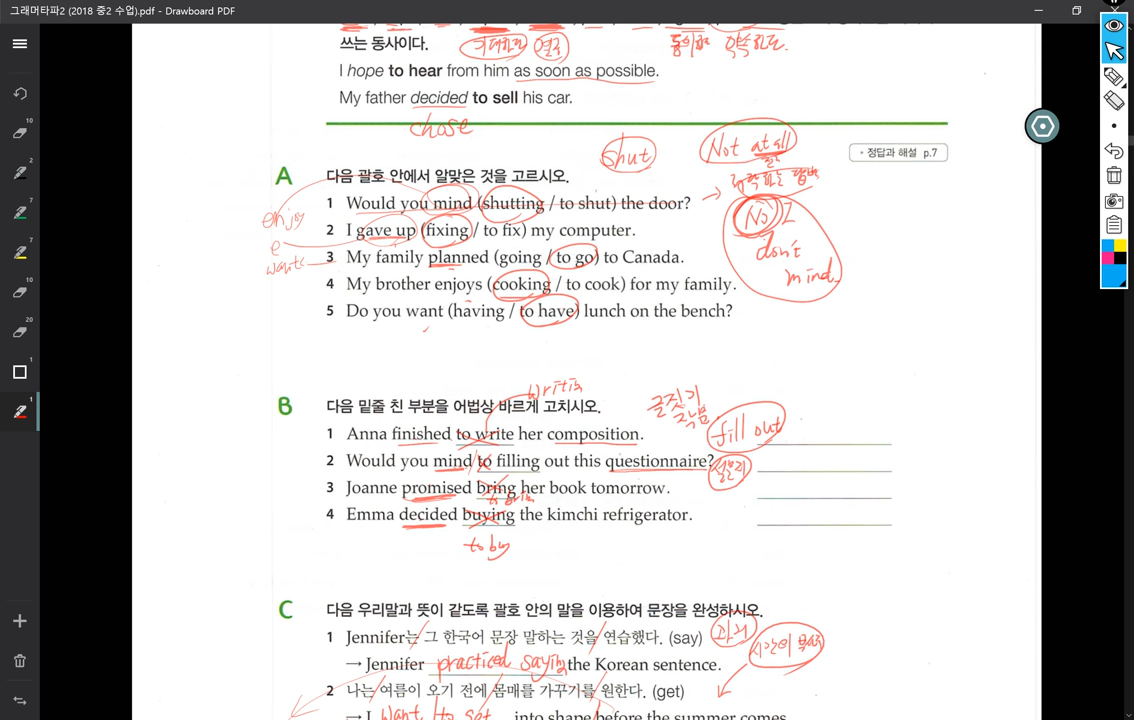 그래머타파2 (2018 중2 수업).pdf - Drawboard PDF
쓰는 동사이다.
I hope to hear from him as soon as possible.
My father decided to sell his car.
chose
shut
Not at all
• 정답과 해설 p.7
A 다음 괄호 안에서 알맞은 것을 고르시오.
1 Would you mind (shutting / to shut) the door?
enjoy
No I
2 I gave up (fixing / to fix) my computer.
don't
want
3 My family planned (going / to go) to Canada.
mind.
4 My brother enjoys (cooking / to cook) for my family.
5 Do you want (having / to have) lunch on the bench?
B 다음 밑줄 친 부분을 어법상 바르게 고치시오.
글짓기
fill out
1 Anna finished to write her composition.
2 Would you mind to filling out this questionnaire?
3 Joanne promised bring her book tomorrow.
4 Emma decided buying the kimchi refrigerator.
C 다음 우리말과 뜻이 같도록 괄호 안의 말을 이용하여 문장을 완성하시오.
1 Jennifer는 그 한국어 문장 말하는 것을 연습했다. (say)
과거
→ Jennifer practiced saying the Korean sentence.
2 나는 여름이 오기 전에 몸매를 가꾸기를 원한다. (get)
→ I want to get into shape before the summer comes